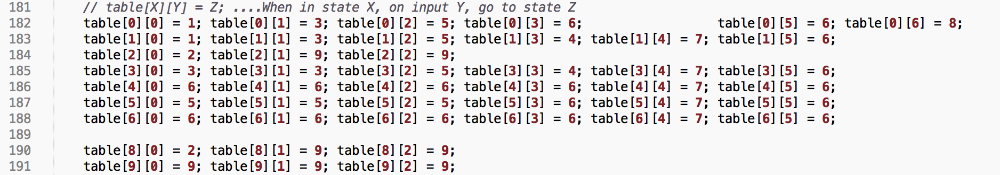 181 // table[X][Y] = Z; ....When in state X, on input Y, go to state Z
182 table[0][0] = 1; table[0][1] = 3; table[0][2] = 5; table[0][3] = 6; table[0][5] = 6; table[0][6] = 8;
183 table[1][0] = 1; table[1][1] = 3; table[1][2] = 5; table[1][3] = 4; table[1][4] = 7; table[1][5] = 6;
184 table[2][0] = 2; table[2][1] = 9; table[2][2] = 9;
185 table[3][0] = 3; table[3][1] = 3; table[3][2] = 5; table[3][3] = 4; table[3][4] = 7; table[3][5] = 6;
186 table[4][0] = 6; table[4][1] = 6; table[4][2] = 6; table[4][3] = 6; table[4][4] = 7; table[4][5] = 6;
187 table[5][0] = 5; table[5][1] = 5; table[5][2] = 5; table[5][3] = 6; table[5][4] = 7; table[5][5] = 6;
188 table[6][0] = 6; table[6][1] = 6; table[6][2] = 6; table[6][3] = 6; table[6][4] = 7; table[6][5] = 6;
189
190 table[8][0] = 2; table[8][1] = 9; table[8][2] = 9;
191 table[9][0] = 9; table[9][1] = 9; table[9][2] = 9;